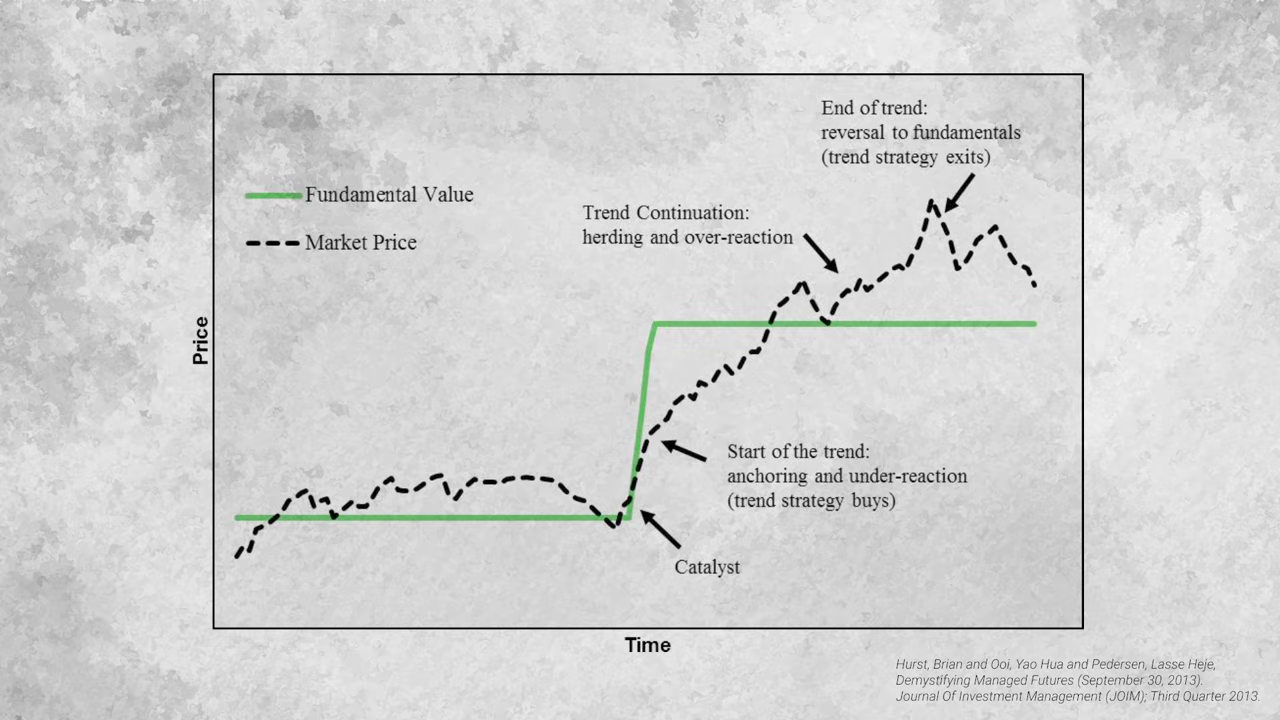 End of trend:
reversal to fundamentals
(trend strategy exits)
Fundamental Value
Market Price
Trend Continuation:
herding and over-reaction
Price
Start of the trend:
anchoring and under-reaction
(trend strategy buys)
Catalyst
Time
Hurst, Brian and Ooi, Yao Hua and Pedersen, Lasse Heje,
Demystifying Managed Futures (September 30, 2013).
Journal Of Investment Management (JOIM); Third Quarter 2013.